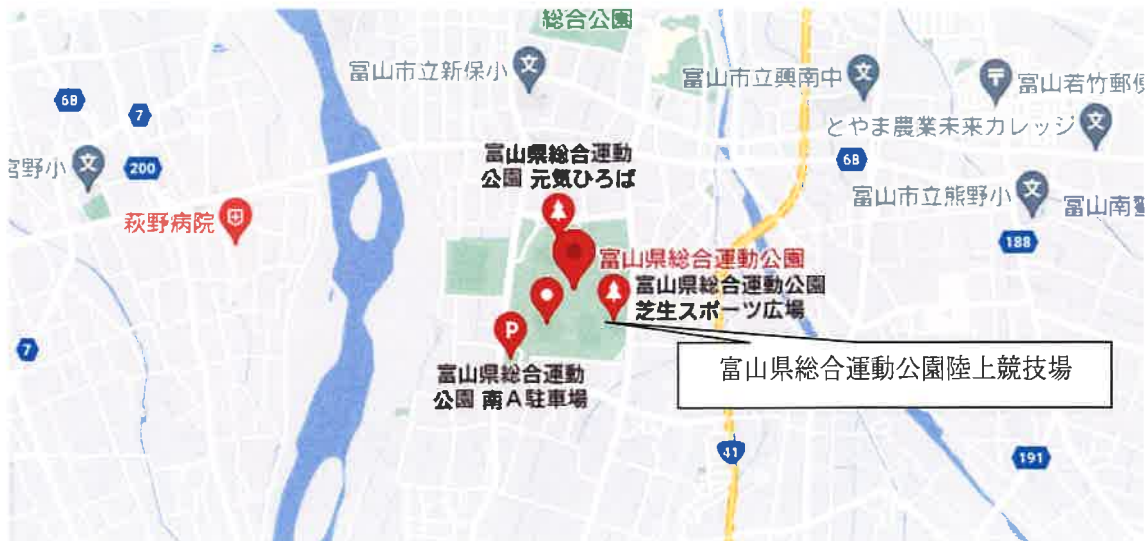 総合公園
富山市立新保小
富山市立興南中
富山若竹郵便
68
7
とやま農業未来カレッジ
宮野小
200
富山県総合運動
公園 元気ひろば
68
富山市立熊野小
萩野病院
富山南警
188
富山県総合運動公園
富山県総合運動公園
芝生スポーツ広場
P
7
富山県総合運動公園陸上競技場
富山県総合運動
公園 南A駐車場
41
191